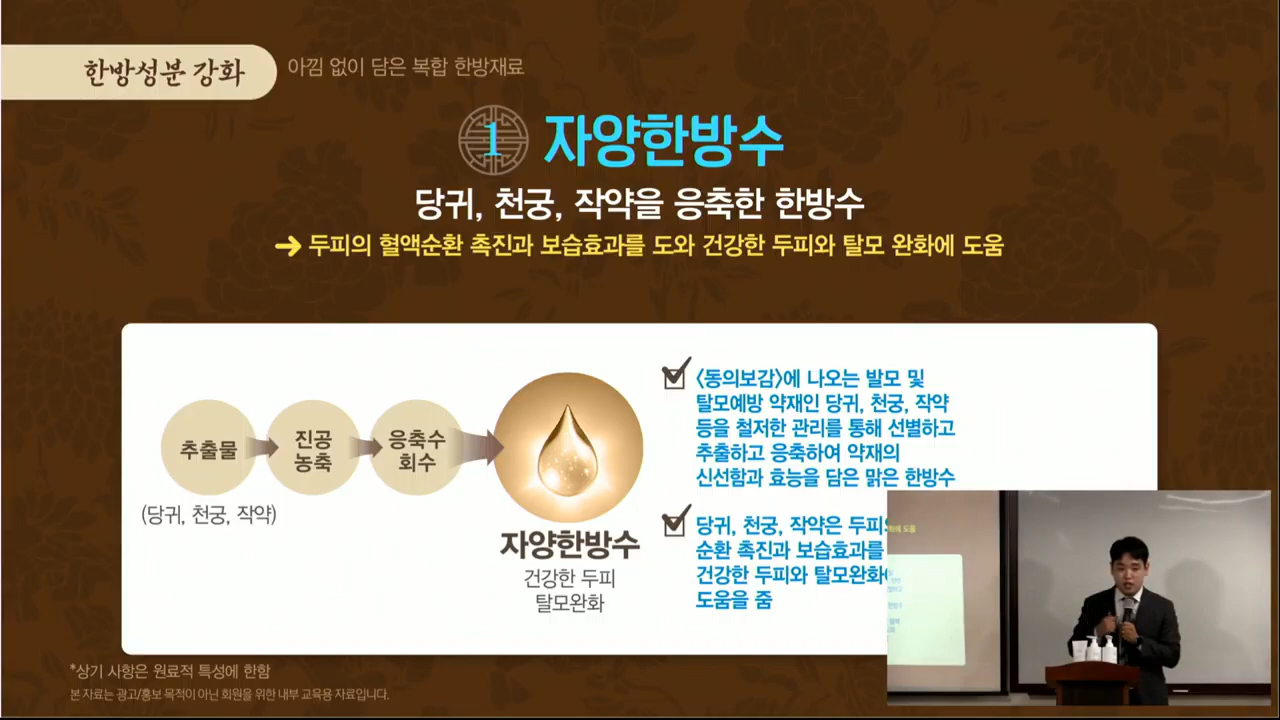 한방성분 강화
아낌 없이 담은 복합 한방재료
1 자양한방수
당귀, 천궁, 작약을 응축한 한방수
➔ 두피의 혈액순환 촉진과 보습효과를 도와 건강한 두피와 탈모 완화에 도움
추출물
진공
농축
응축수
회수
(당귀, 천궁, 작약)
자양한방수
건강한 두피
탈모완화
〈동의보감〉에 나오는 발모 및
탈모예방 약재인 당귀, 천궁, 작약
등을 철저한 관리를 통해 선별하고
추출하고 응축하여 약재의
신선함과 효능을 담은 맑은 한방수
당귀, 천궁, 작약은
순환 촉진과 보습효과를
건강한 두피와
도움을 줌
*상기 사항은 원료적 특성에 한함
본 자료는 광고/홍보 목적이 아닌 회원을 위한 내부 교육용 자료입니다.